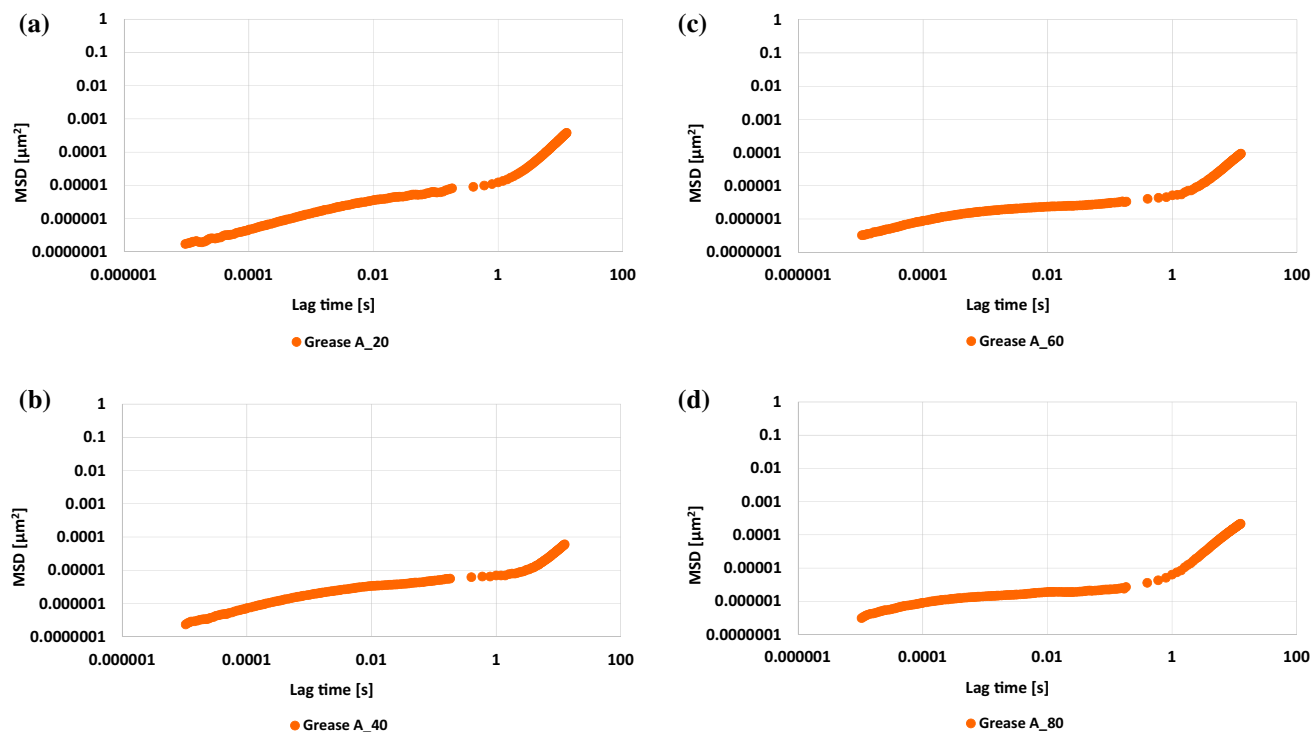 (a)
1
0.1
0.01
0.001
0.0001
0.00001
0.000001
0.0000001
MSD [µm²]
0.000001 0.0001 0.01 1 100
Lag time [s]
Grease A_20
(c)
1
0.1
0.01
0.001
0.0001
0.00001
0.000001
0.0000001
MSD [µm²]
0.000001 0.0001 0.01 1 100
Lag time [s]
Grease A_60
(b)
1
0.1
0.01
0.001
0.0001
0.00001
0.000001
0.0000001
MSD [µm²]
0.000001 0.0001 0.01 1 100
Lag time [s]
Grease A_40
(d)
1
0.1
0.01
0.001
0.0001
0.00001
0.000001
0.0000001
MSD [µm²]
0.000001 0.0001 0.01 1 100
Lag time [s]
Grease A_80